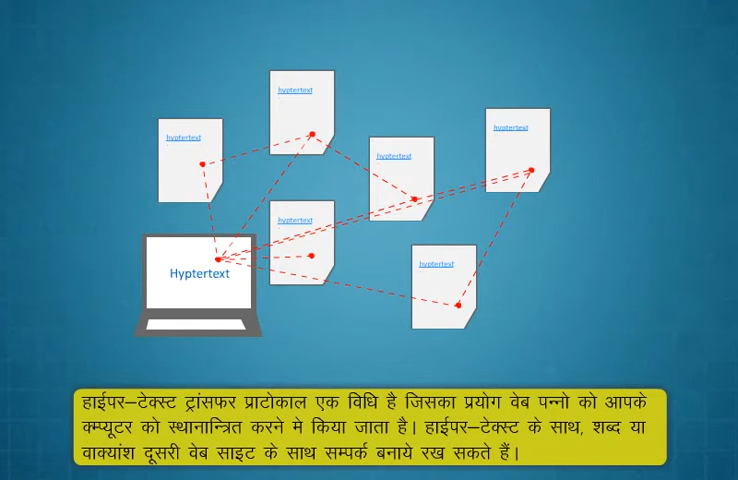 hyptertext
hyptertext
hyptertext
hyptertext
hyptertext
hyptertext
Hyptertext
हाईपर–टेक्स्ट ट्रांसफर प्राटोकाल एक विधि है जिसका प्रयोग वेब पन्नो को आपके
कम्प्यूटर को स्थानान्त्रित करने मे किया जाता है। हाईपर–टेक्स्ट के साथ, शब्द या
वाक्यांश दूसरी वेब साइट के साथ सम्पर्क बनाये रख सकते हैं।